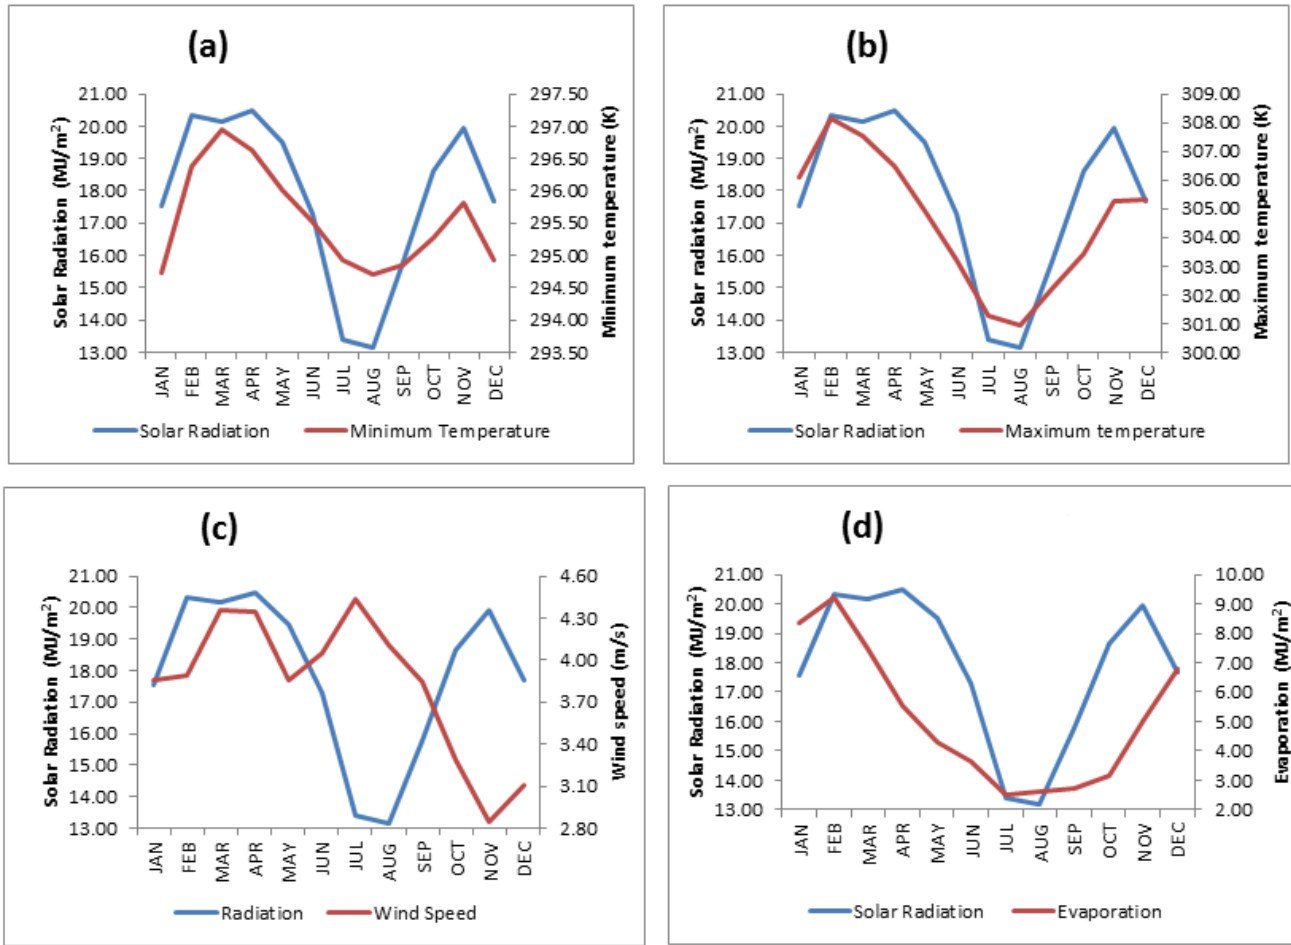 (a)
Solar Radiation (MJ/m²)
21.00
20.00
19.00
18.00
17.00
16.00
15.00
14.00
13.00
297.50
297.00
296.50
296.00
295.50
295.00
294.50
294.00
293.50
Minimum temperature (K)
JAN
FEB
MAR
APR
MAY
JUN
JUL
AUG
SEP
OCT
NOV
DEC
Solar Radiation
Minimum Temperature
(b)
Solar radiation (MJ/m²)
21.00
20.00
19.00
18.00
17.00
16.00
15.00
14.00
13.00
309.00
308.00
307.00
306.00
305.00
304.00
303.00
302.00
301.00
300.00
Maximum temperature (K)
JAN
FEB
MAR
APR
MAY
JUN
JUL
AUG
SEP
OCT
NOV
DEC
Solar Radiation
Maximum temperature
(c)
Solar Radiation (MJ/m²)
21.00
20.00
19.00
18.00
17.00
16.00
15.00
14.00
13.00
4.60
4.30
4.00
3.70
3.40
3.10
2.80
Wind speed (m/s)
JAN
FEB
MAR
APR
MAY
JUN
JUL
AUG
SEP
OCT
NOV
DEC
Radiation
Wind Speed
(d)
Solar Radiation (MJ/m²)
21.00
20.00
19.00
18.00
17.00
16.00
15.00
14.00
13.00
10.00
9.00
8.00
7.00
6.00
5.00
4.00
3.00
2.00
Evaporation (MJ/m²)
JAN
FEB
MAR
APR
MAY
JUN
JUL
AUG
SEP
OCT
NOV
DEC
Solar Radiation
Evaporation